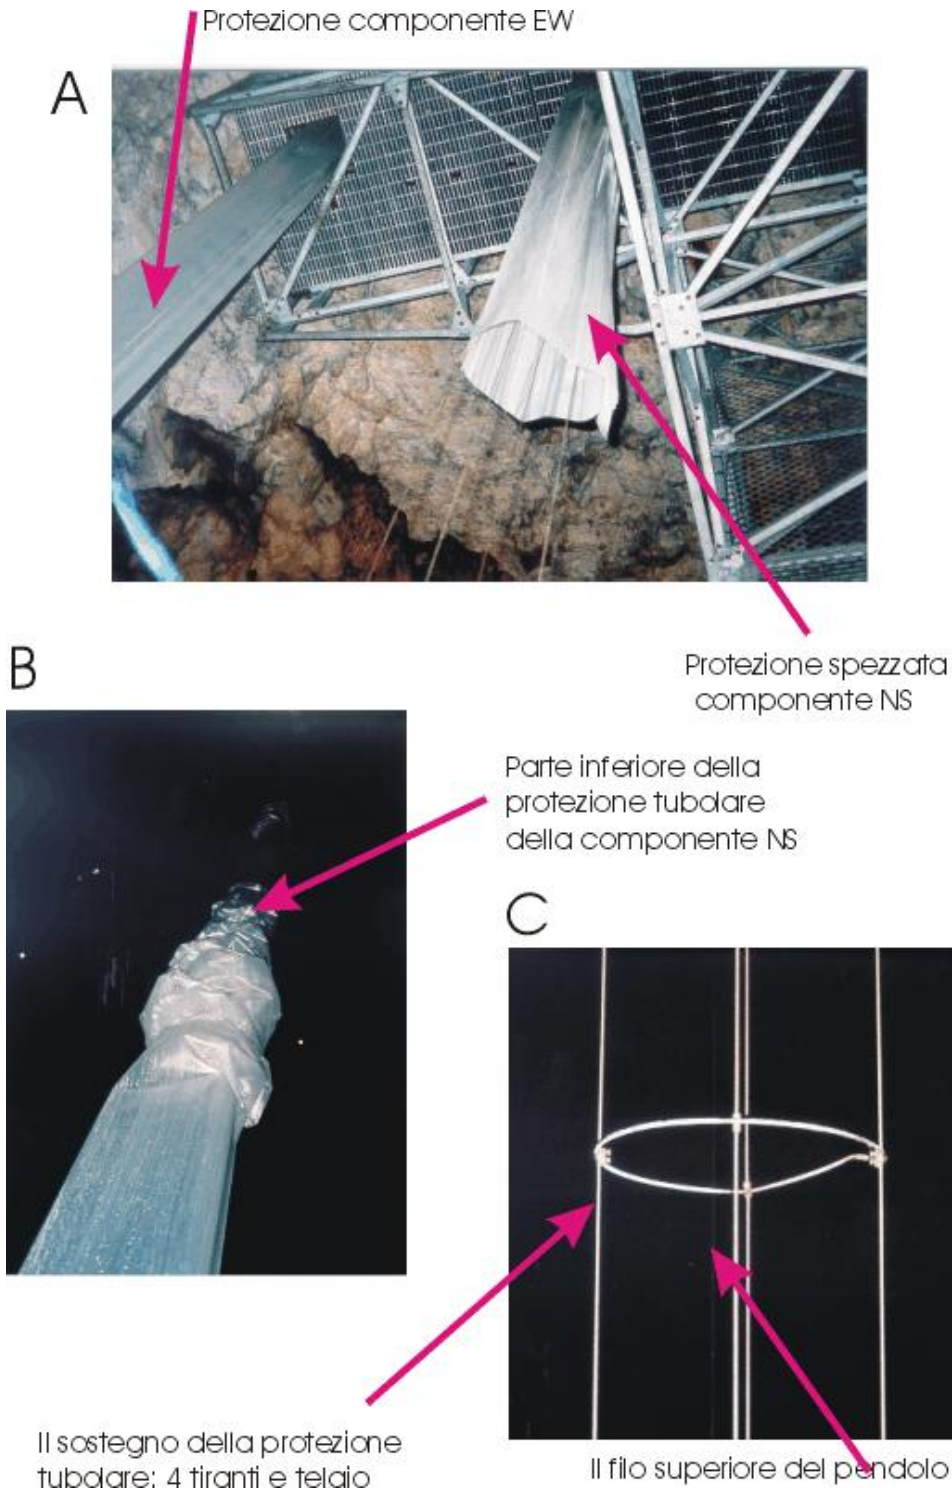 Protezione componente EW
A
Protezione spezzata
componente NS
B
Parte inferiore della
protezione tubolare
della componente NS
C
Il sostegno della protezione
tubolare: 4 tiranti e telaio
Il filo superiore del pendolo